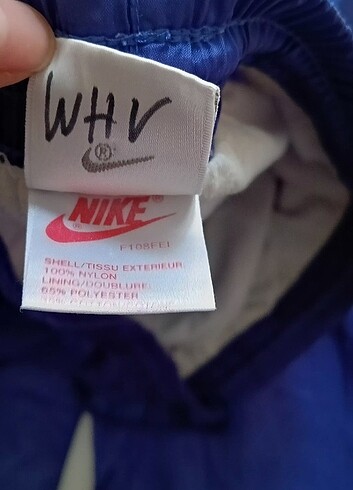 WHV
®
NIKE
F108FEI
SHELL/TISSU EXTERIEUR
100% NYLON
LINING/DOUBLURE
65% POLYESTER